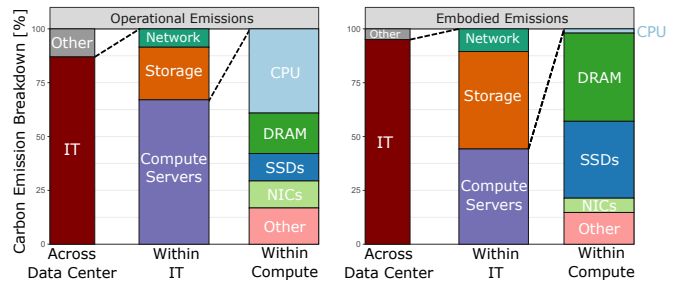 Operational Emissions
Embodied Emissions
Carbon Emission Breakdown [%]
100
75
50
25
0
Other
IT
Network
Storage
Compute
Servers
CPU
DRAM
SSDs
NICs
Other
Across
Data Center
Within
IT
Within
Compute
100
75
50
25
0
Other
IT
Network
Storage
Compute
Servers
CPU
DRAM
SSDs
NICs
Other
Across
Data Center
Within
IT
Within
Compute